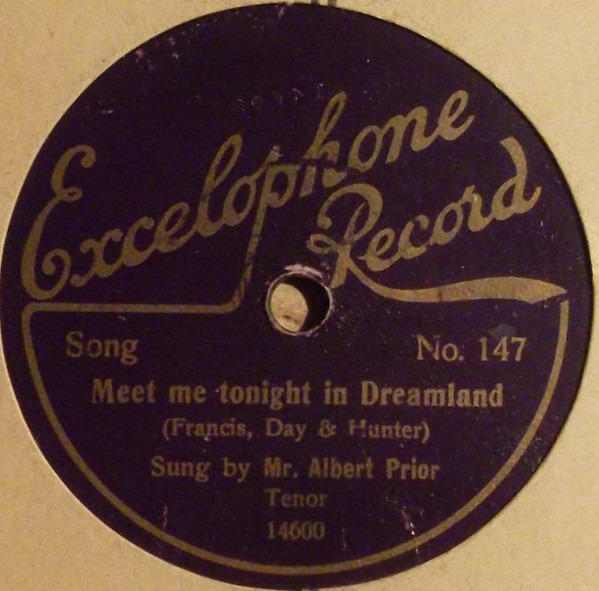 Excelophone
Record
Song No. 147
Meet me tonight in Dreamland
(Francis, Day & Hunter)
Sung by Mr. Albert Prior
Tenor
14600